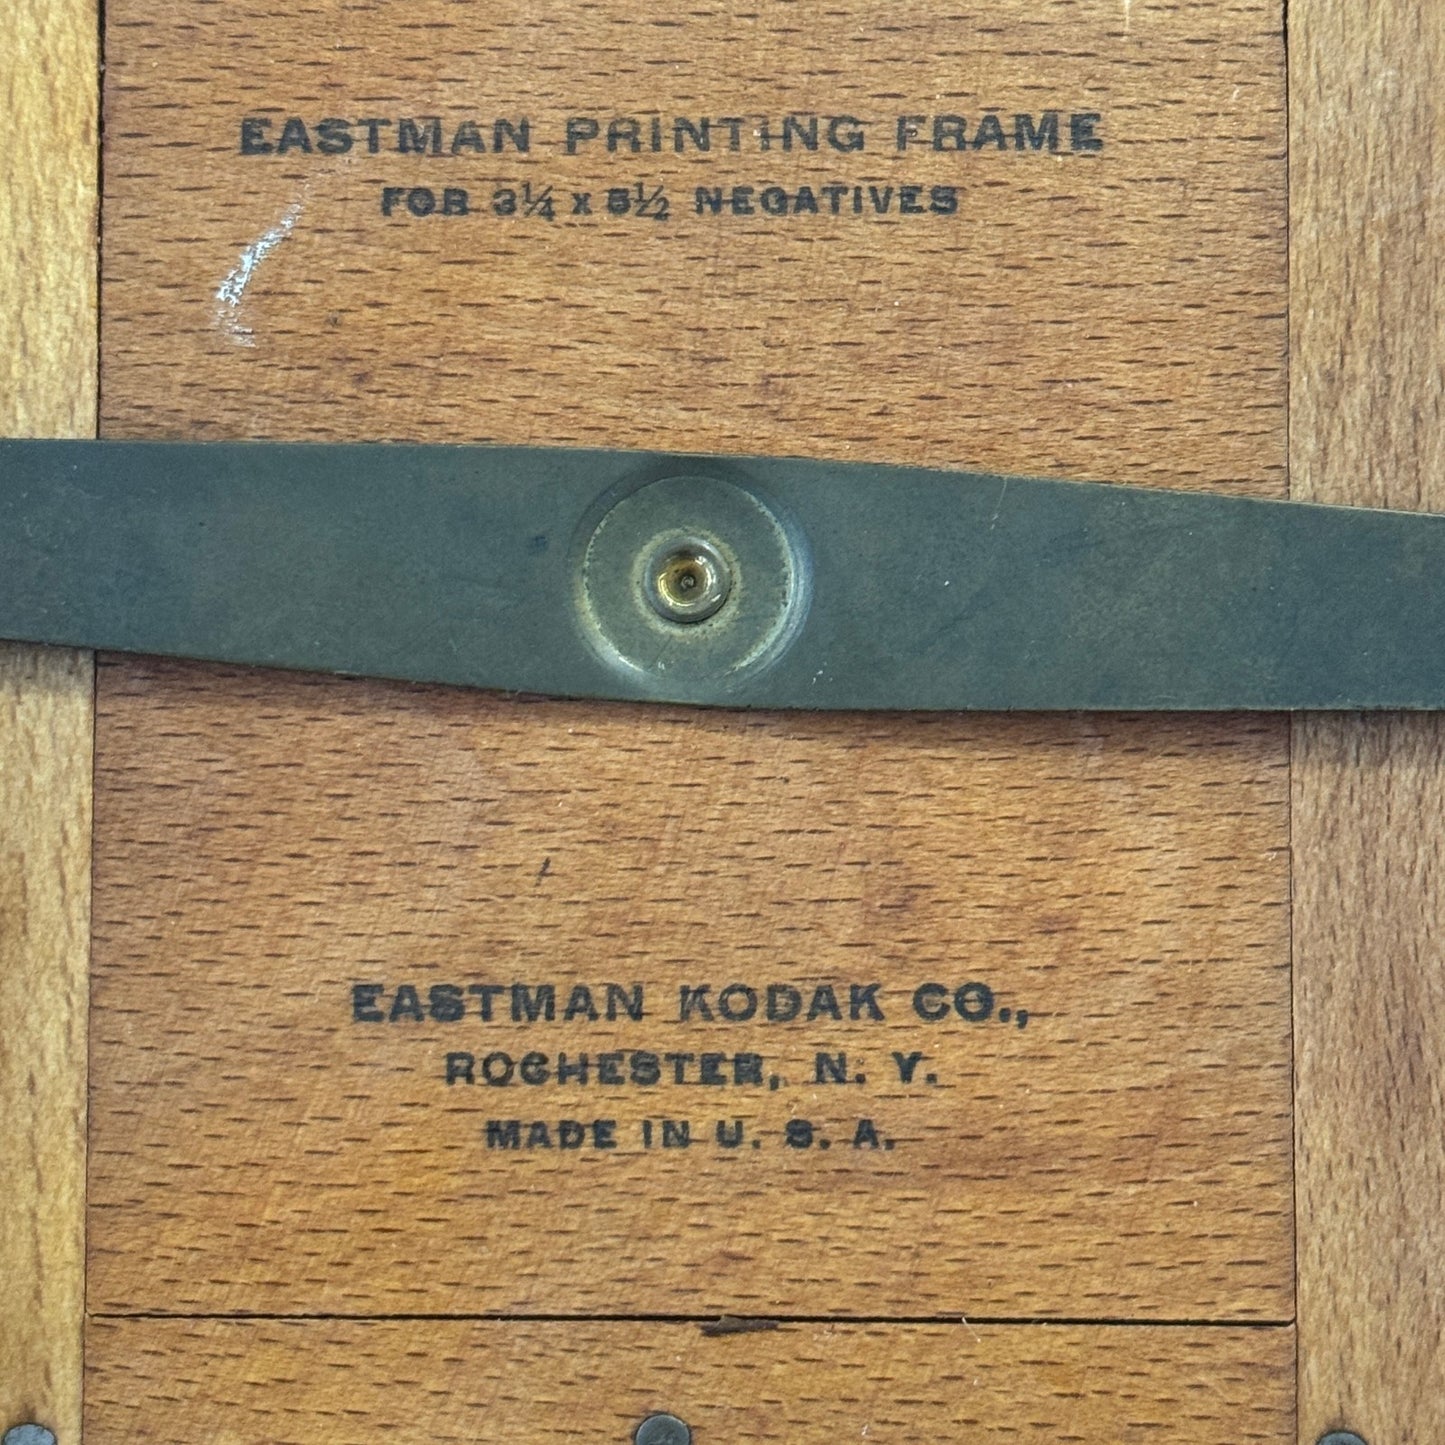 EASTMAN PRINTING FRAME
FOR 3¼ x 5½ NEGATIVES
EASTMAN KODAK CO.,
ROCHESTER, N. Y.
MADE IN U. S. A.